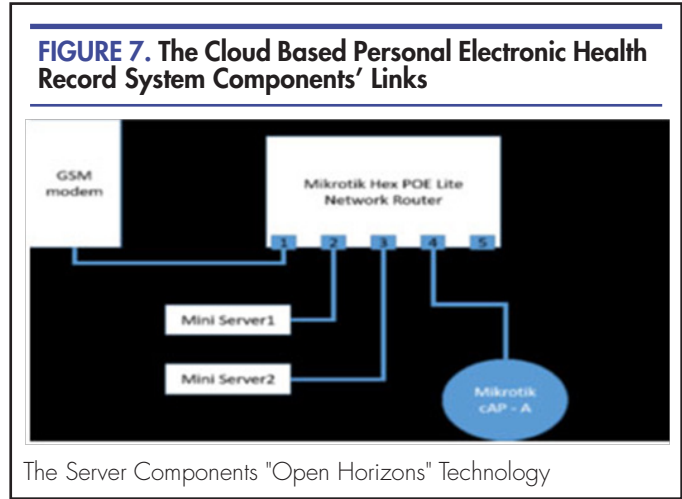 FIGURE 7. The Cloud Based Personal Electronic Health
Record System Components' Links
GSM
modem
Mikrotik Hex POE Lite
Network Router
1 2 3 4 5
Mini Server1
Mini Server2
Mikrotik
cAP - A
The Server Components "Open Horizons" Technology